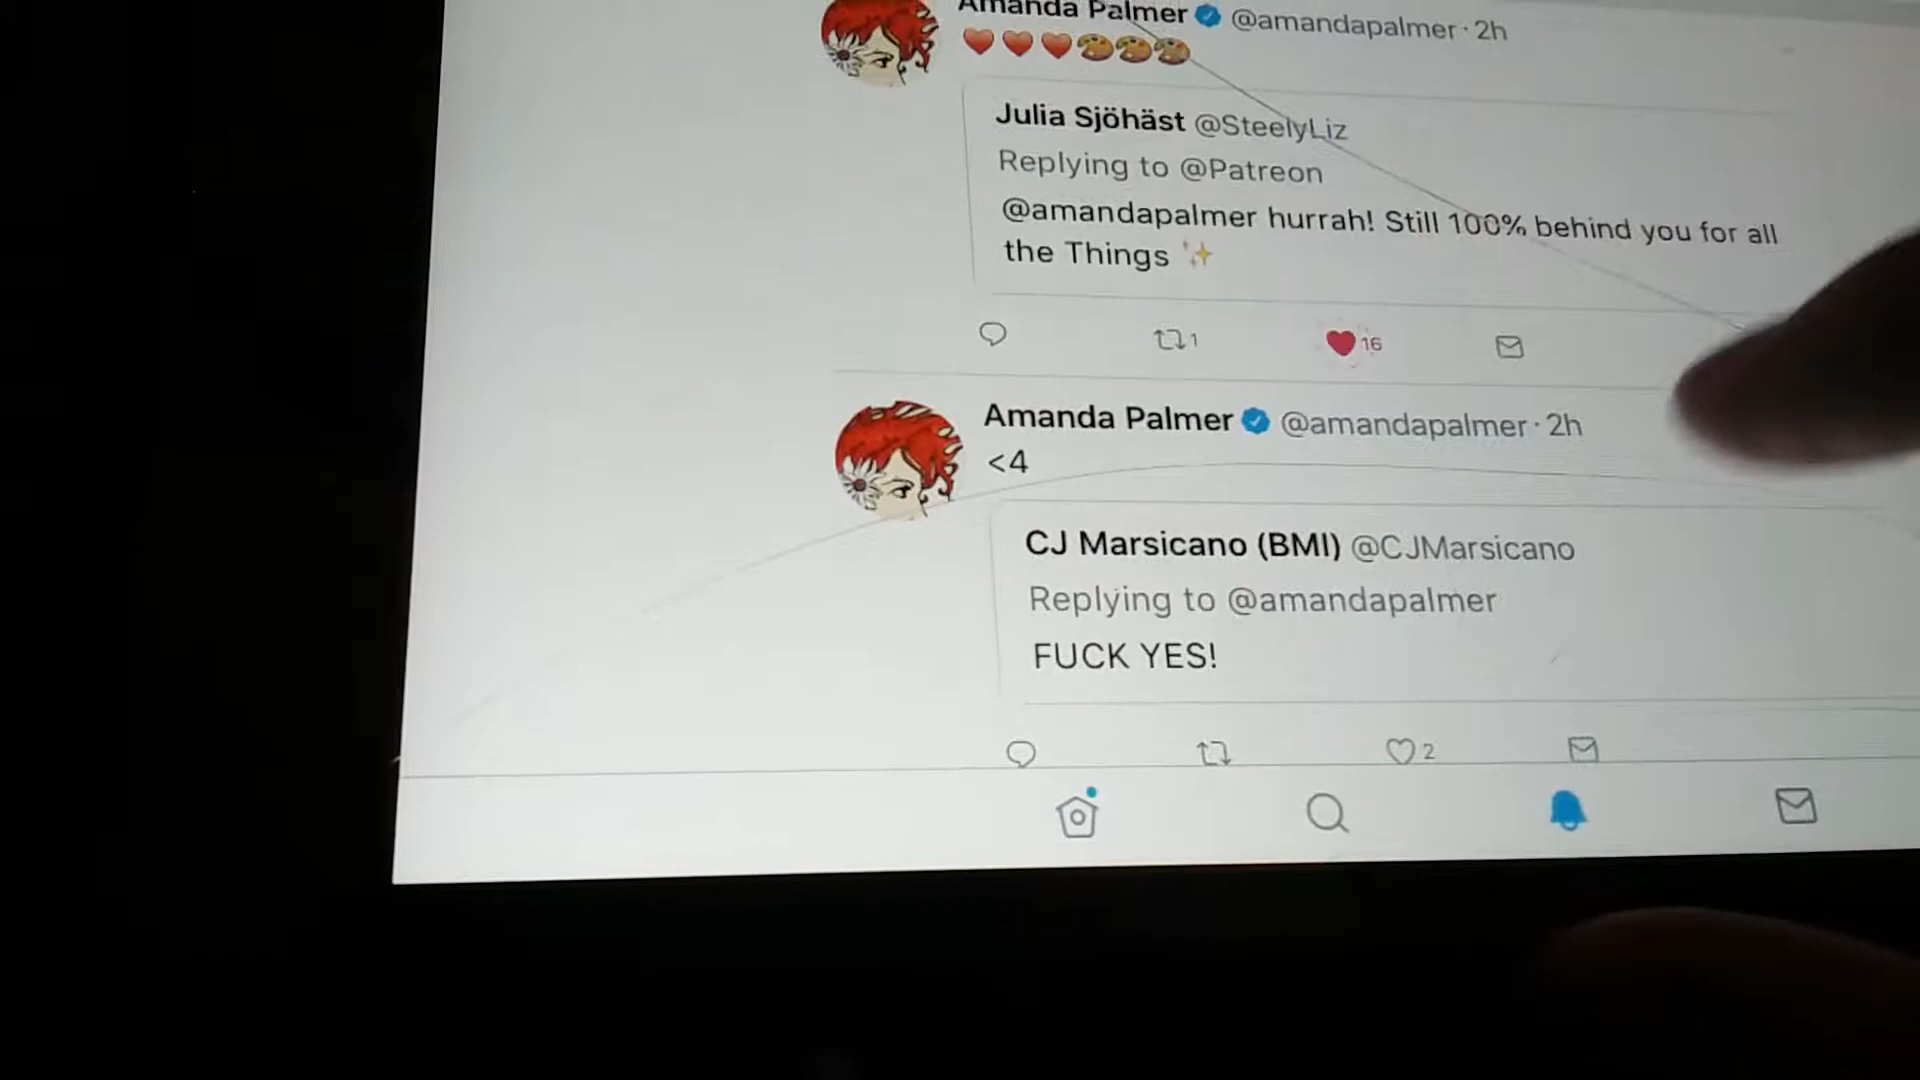 Amanda Palmer @amandapalmer · 2h
❤️❤️❤️🎨🎨🎨
Julia Sjöhäst @SteelyLiz
Replying to @Patreon
@amandapalmer hurrah! Still 100% behind you for all
the Things ✨
1 16
Amanda Palmer @amandapalmer · 2h
<4
CJ Marsicano (BMI) @CJMarsicano
Replying to @amandapalmer
FUCK YES!
2